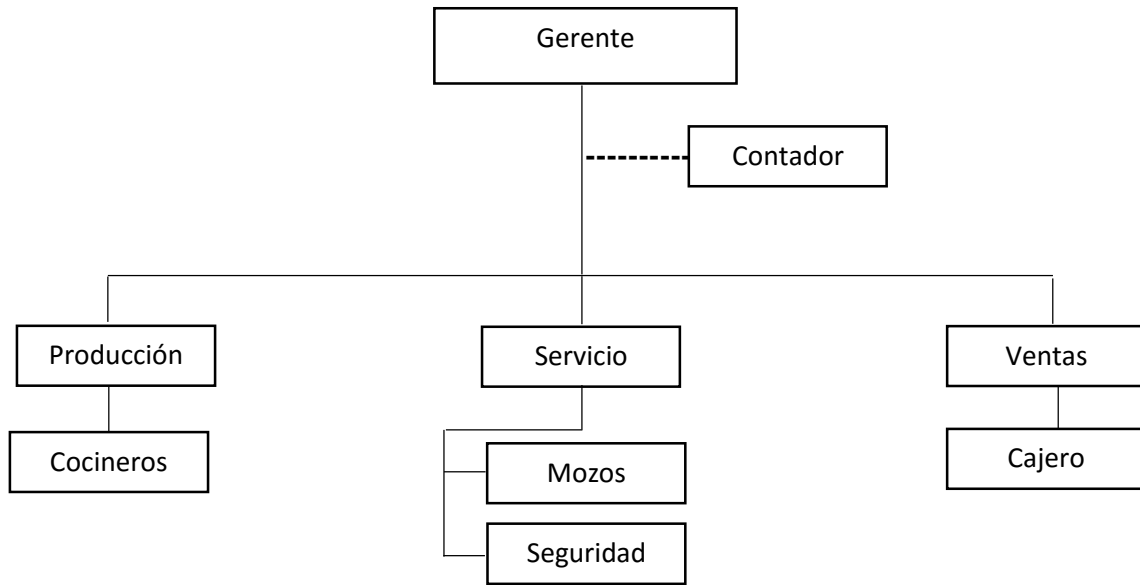 Gerente
Contador
Producción
Servicio
Ventas
Cocineros
Mozos
Cajero
Seguridad